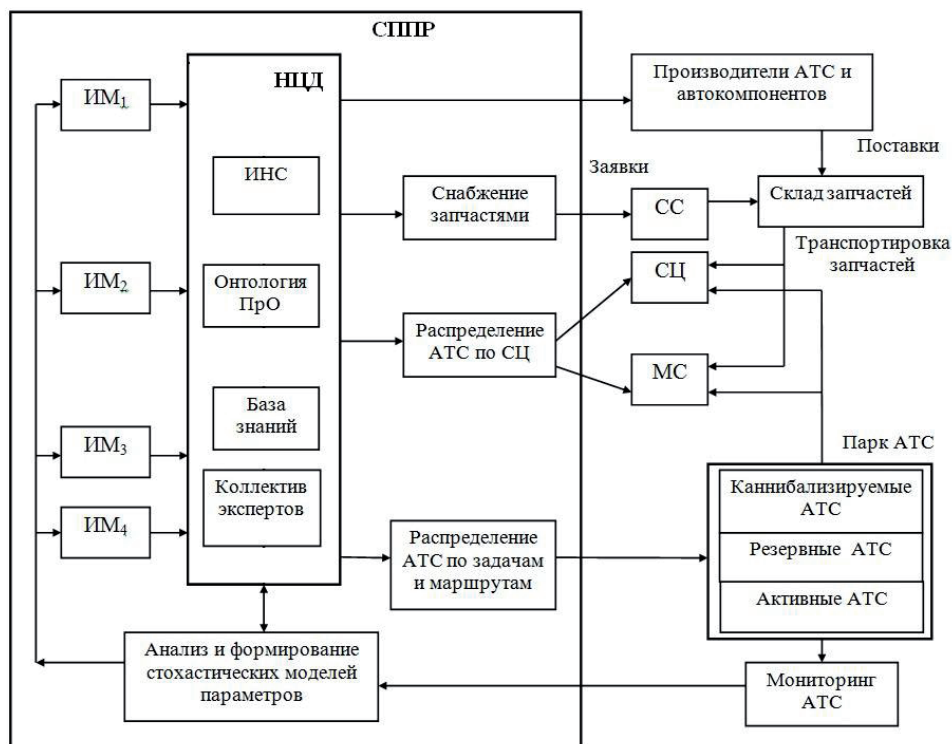 СППР
НЦД
ИМ₁
ИМ₂
ИМ₃
ИМ₄
ИНС
Онтология
ПрО
База
знаний
Коллектив
экспертов
Анализ и формирование
стохастических моделей
параметров
Снабжение
запчастями
Распределение
АТС по СЦ
Распределение
АТС по задачам
и маршрутам
Производители АТС и
автокомпонентов
Поставки
Заявки
СС
Склад запчастей
Транспортировка
запчастей
СЦ
МС
Парк АТС
Каннибализируемые
АТС
Резервные АТС
Активные АТС
Мониторинг
АТС